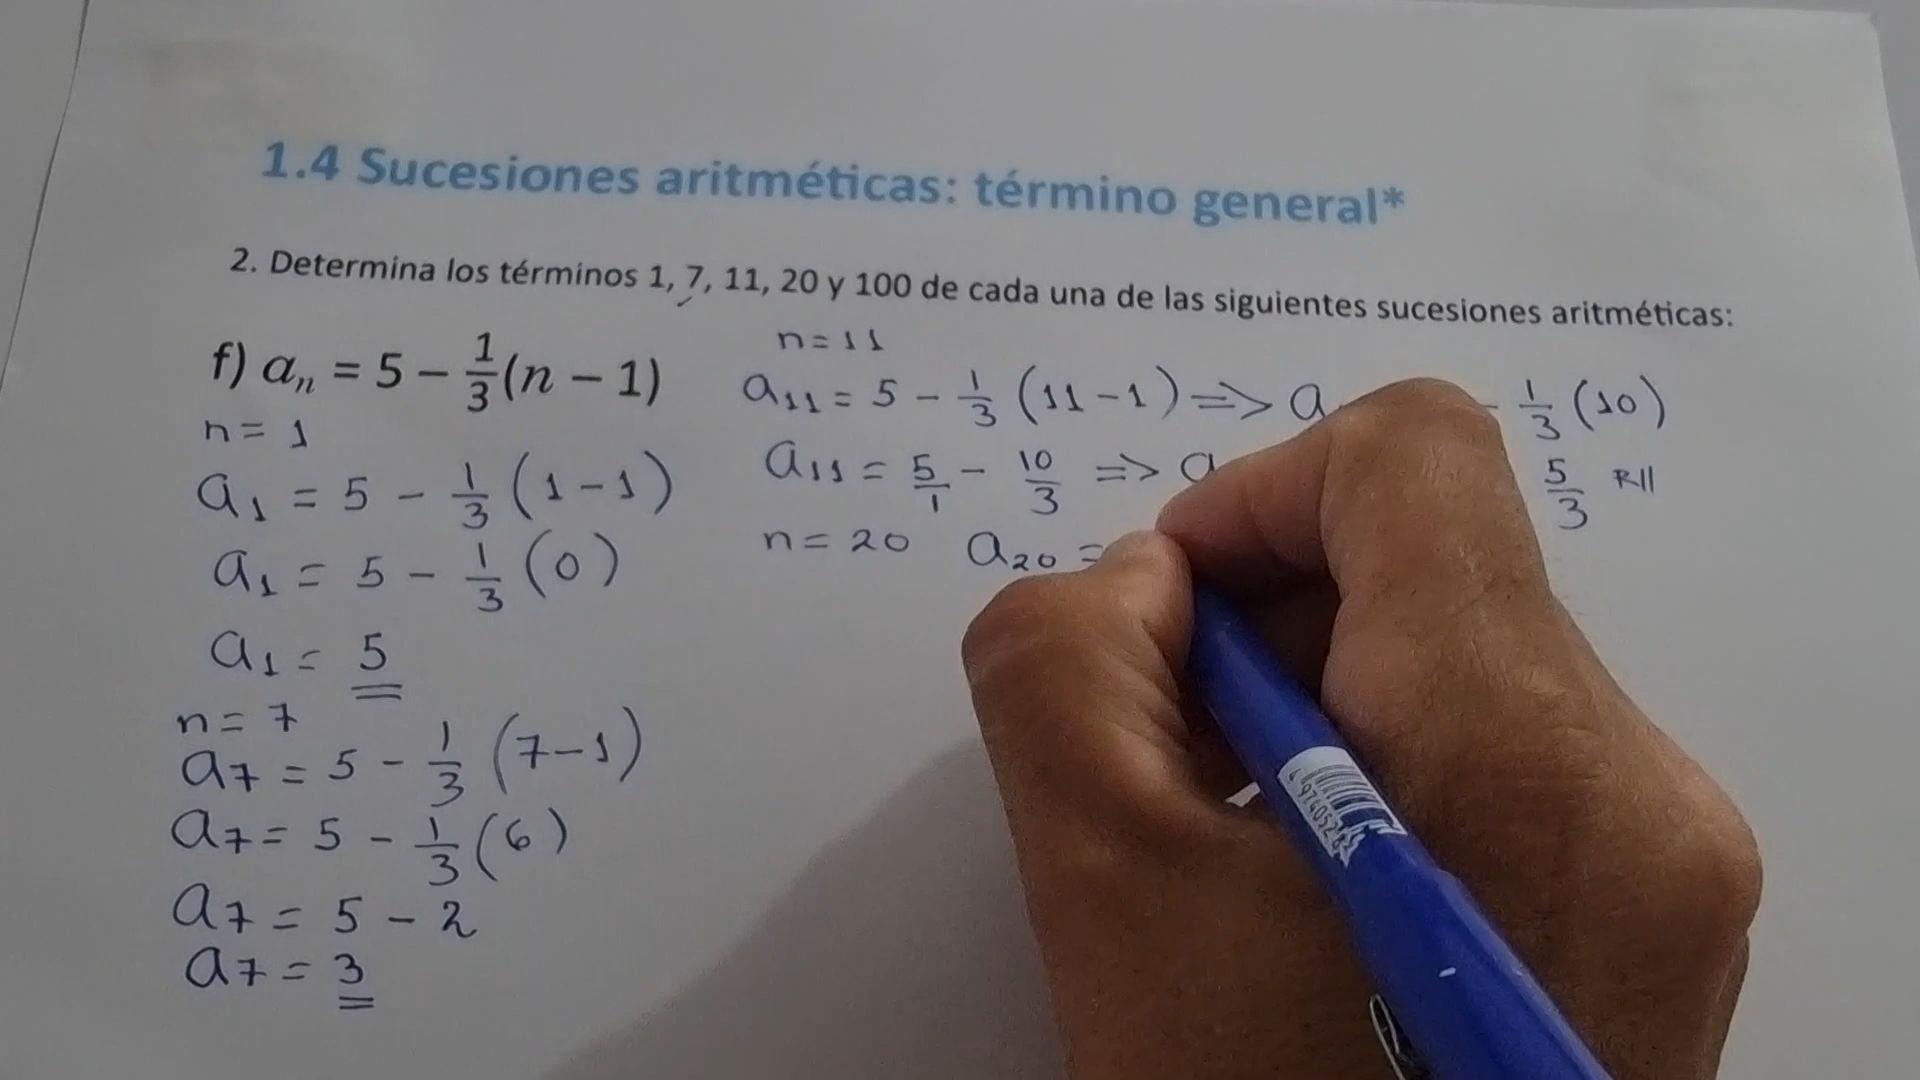 1.4 Sucesiones aritméticas: término general*
2. Determina los términos 1, 7, 11, 20 y 100 de cada una de las siguientes sucesiones aritméticas:
f) aₙ = 5 − 1/3 (n − 1)
n = 1
a₁ = 5 − 1/3 (1 − 1)
a₁ = 5 − 1/3 (0)
a₁ = 5
n = 7
a₇ = 5 − 1/3 (7 − 1)
a₇ = 5 − 1/3 (6)
a₇ = 5 − 2
a₇ = 3
n = 11
a₁₁ = 5 − 1/3 (11 − 1) => a − 1/3 (10)
a₁₁ = 5/1 − 10/3 => a 5/3 R||
n = 20 a₂₀ =